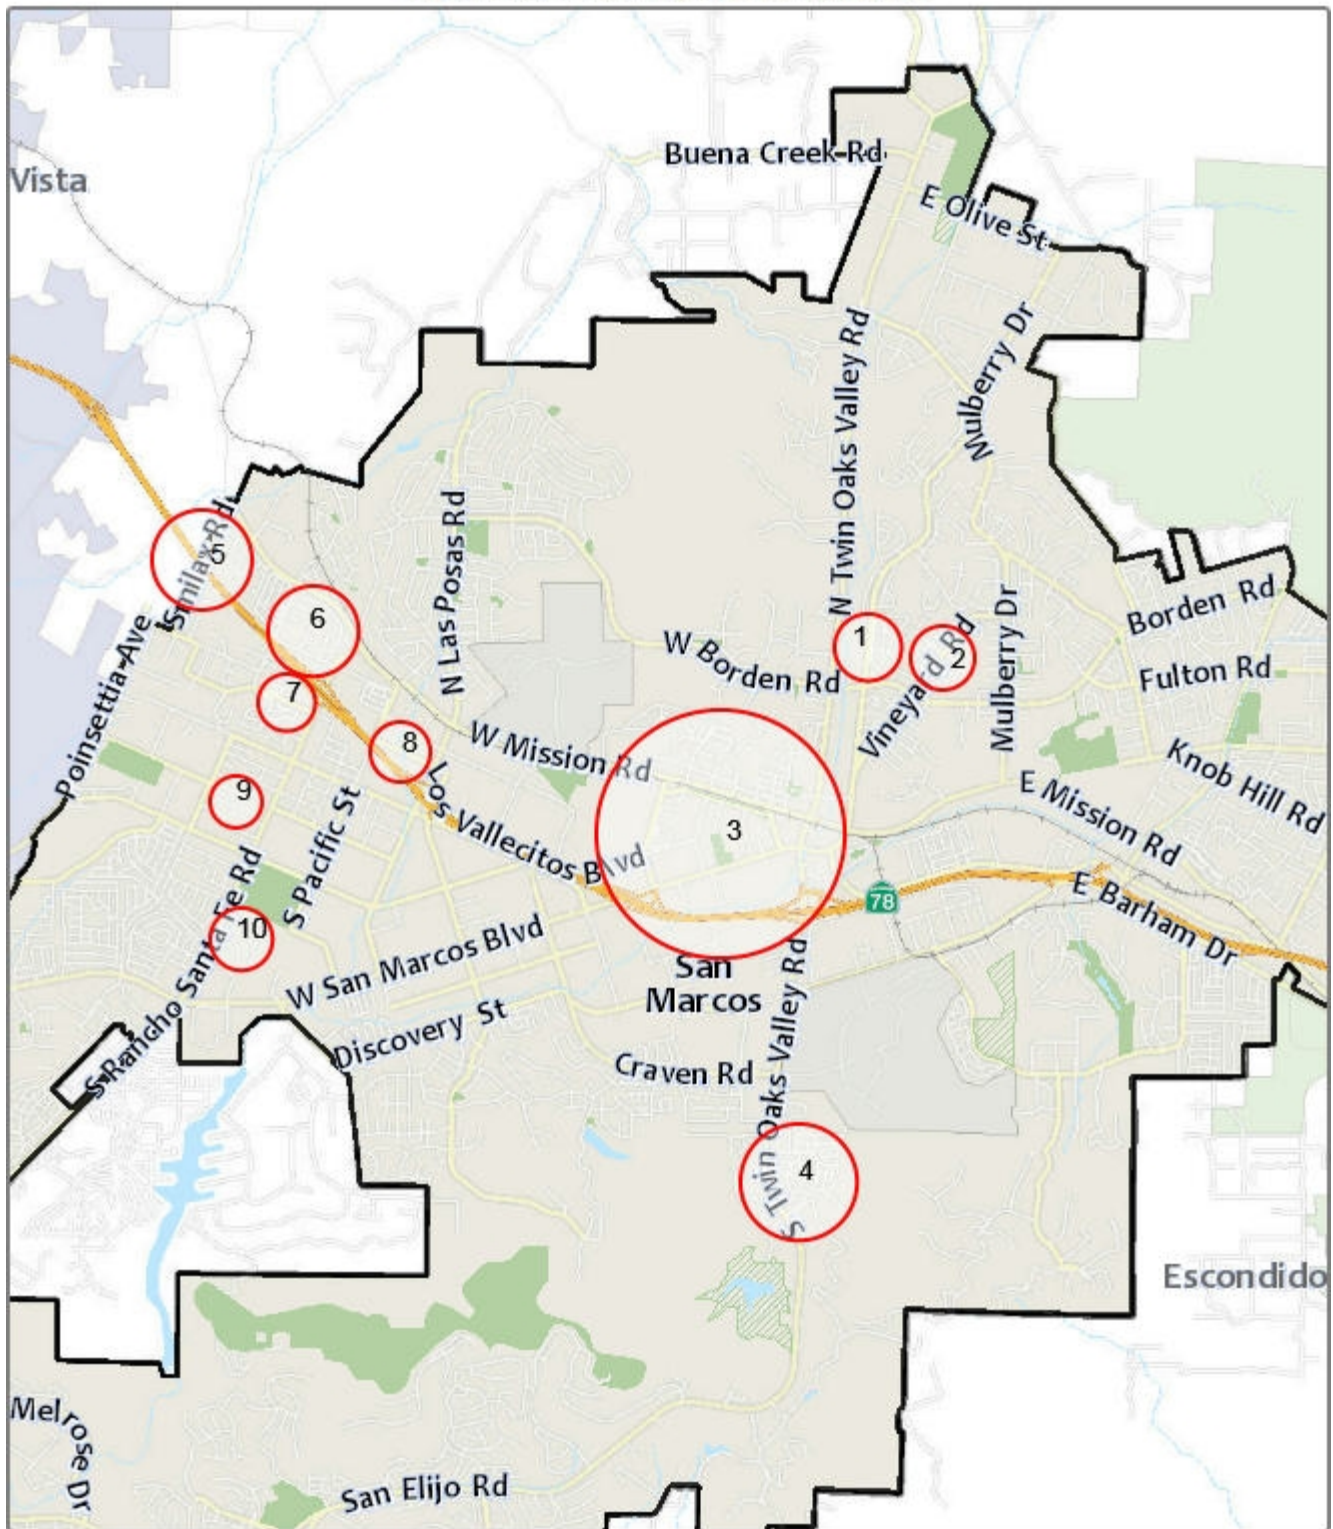 Buena Creek Rd
Vista
E Olive St
Mulberry Dr
N Twin Oaks Valley Rd
N Las Posas Rd
Smilax Rd
5
6
1
2
Borden Rd
Poinsettia Ave
W Borden Rd
Vineyard Rd
Mulberry Dr
Fulton Rd
7
8
W Mission Rd
Knob Hill Rd
9
Los Vallecitos Blvd
3
E Mission Rd
S Pacific St
78
E Barham Dr
10
S Rancho Santa Fe Rd
W San Marcos Blvd
San
Marcos
Discovery St
Craven Rd
S Twin Oaks Valley Rd
4
Escondido
Melrose Dr
San Elijo Rd